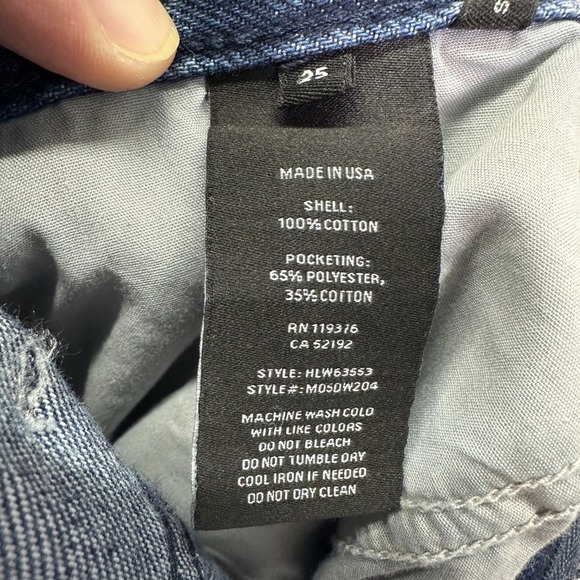 25
S
MADE IN USA
SHELL:
100% COTTON
POCKETING:
65% POLYESTER,
35% COTTON
RN 119376
CA 52192
STYLE: HLW63553
STYLE#: M05DW204
MACHINE WASH COLD
WITH LIKE COLORS
DO NOT BLEACH
DO NOT TUMBLE DRY
COOL IRON IF NEEDED
DO NOT DRY CLEAN